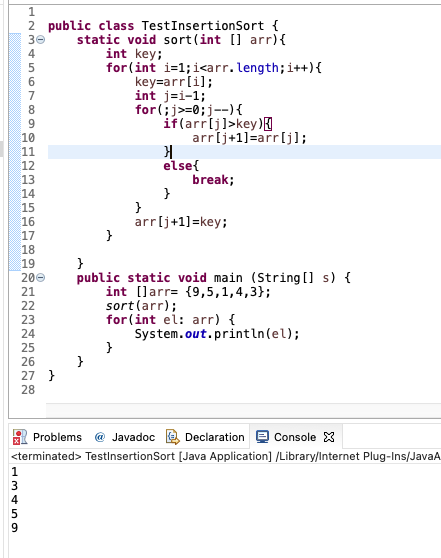 1
2 public class TestInsertionSort {
3 static void sort(int [] arr){
4 int key;
5 for(int i=1;i<arr.length;i++){
6 key=arr[i];
7 int j=i-1;
8 for(;j>=0;j--){
9 if(arr[j]>key){
10 arr[j+1]=arr[j];
11 }
12 else{
13 break;
14 }
15 }
16 arr[j+1]=key;
17 }
18
19 }
20 public static void main (String[] s) {
21 int []arr= {9,5,1,4,3};
22 sort(arr);
23 for(int el: arr) {
24 System.out.println(el);
25 }
26 }
27 }
28
Problems @ Javadoc Declaration Console
<terminated> TestInsertionSort [Java Application] /Library/Internet Plug-Ins/JavaA
1
3
4
5
9